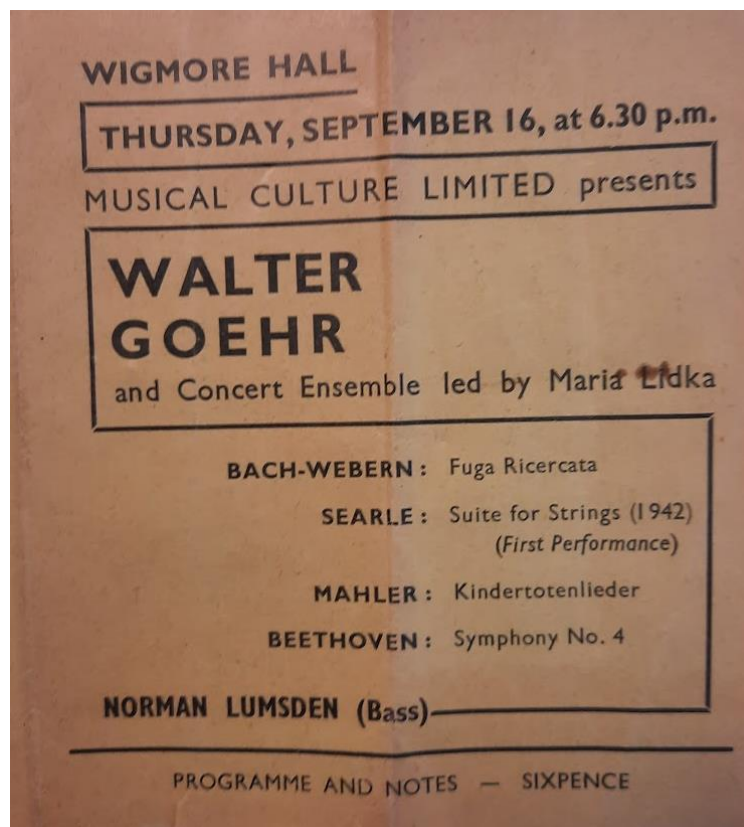 WIGMORE HALL
THURSDAY, SEPTEMBER 16, at 6.30 p.m.
MUSICAL CULTURE LIMITED presents
WALTER
GOEHR
and Concert Ensemble led by Maria Lidka
BACH-WEBERN : Fuga Ricercata
SEARLE : Suite for Strings (1942)
(First Performance)
MAHLER : Kindertotenlieder
BEETHOVEN : Symphony No. 4
NORMAN LUMSDEN (Bass)
PROGRAMME AND NOTES — SIXPENCE